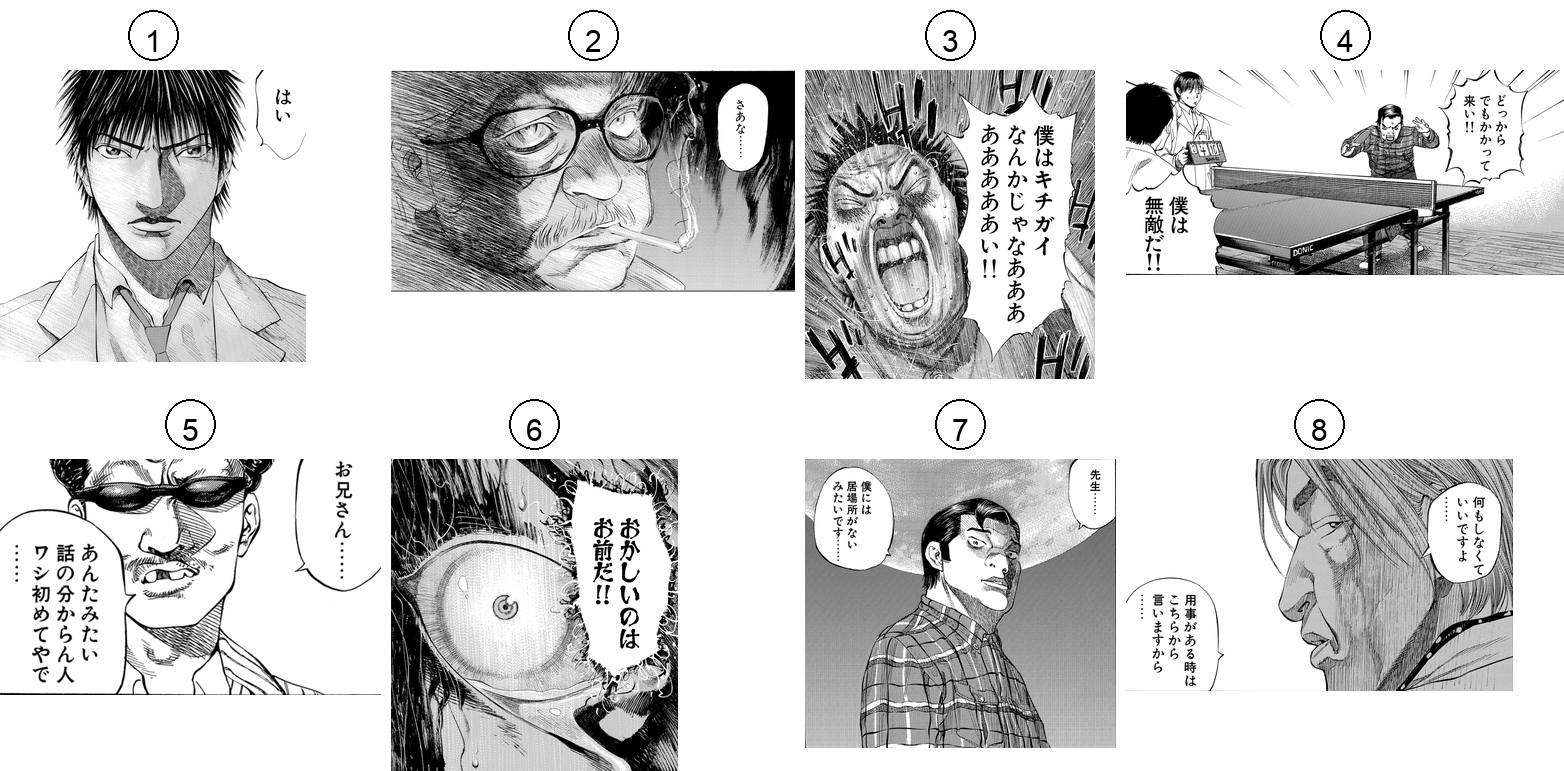 1
はい
2
さあな……
3
僕はキチガイ
なんかじゃなあああ
ああああああい!!
4
どっから
でもかかって
来い!!
僕は
無敵だ!!
DONIC
5
お兄さん……
あんたみたい
話の分からん人
ワシ初めてやで
……
6
おかしいのは
お前だ!!
7
先生……
僕には
居場所がない
みたいです……
8
何もしなくて
いいですよ
……
用事がある時は
こちらから
言いますから
……